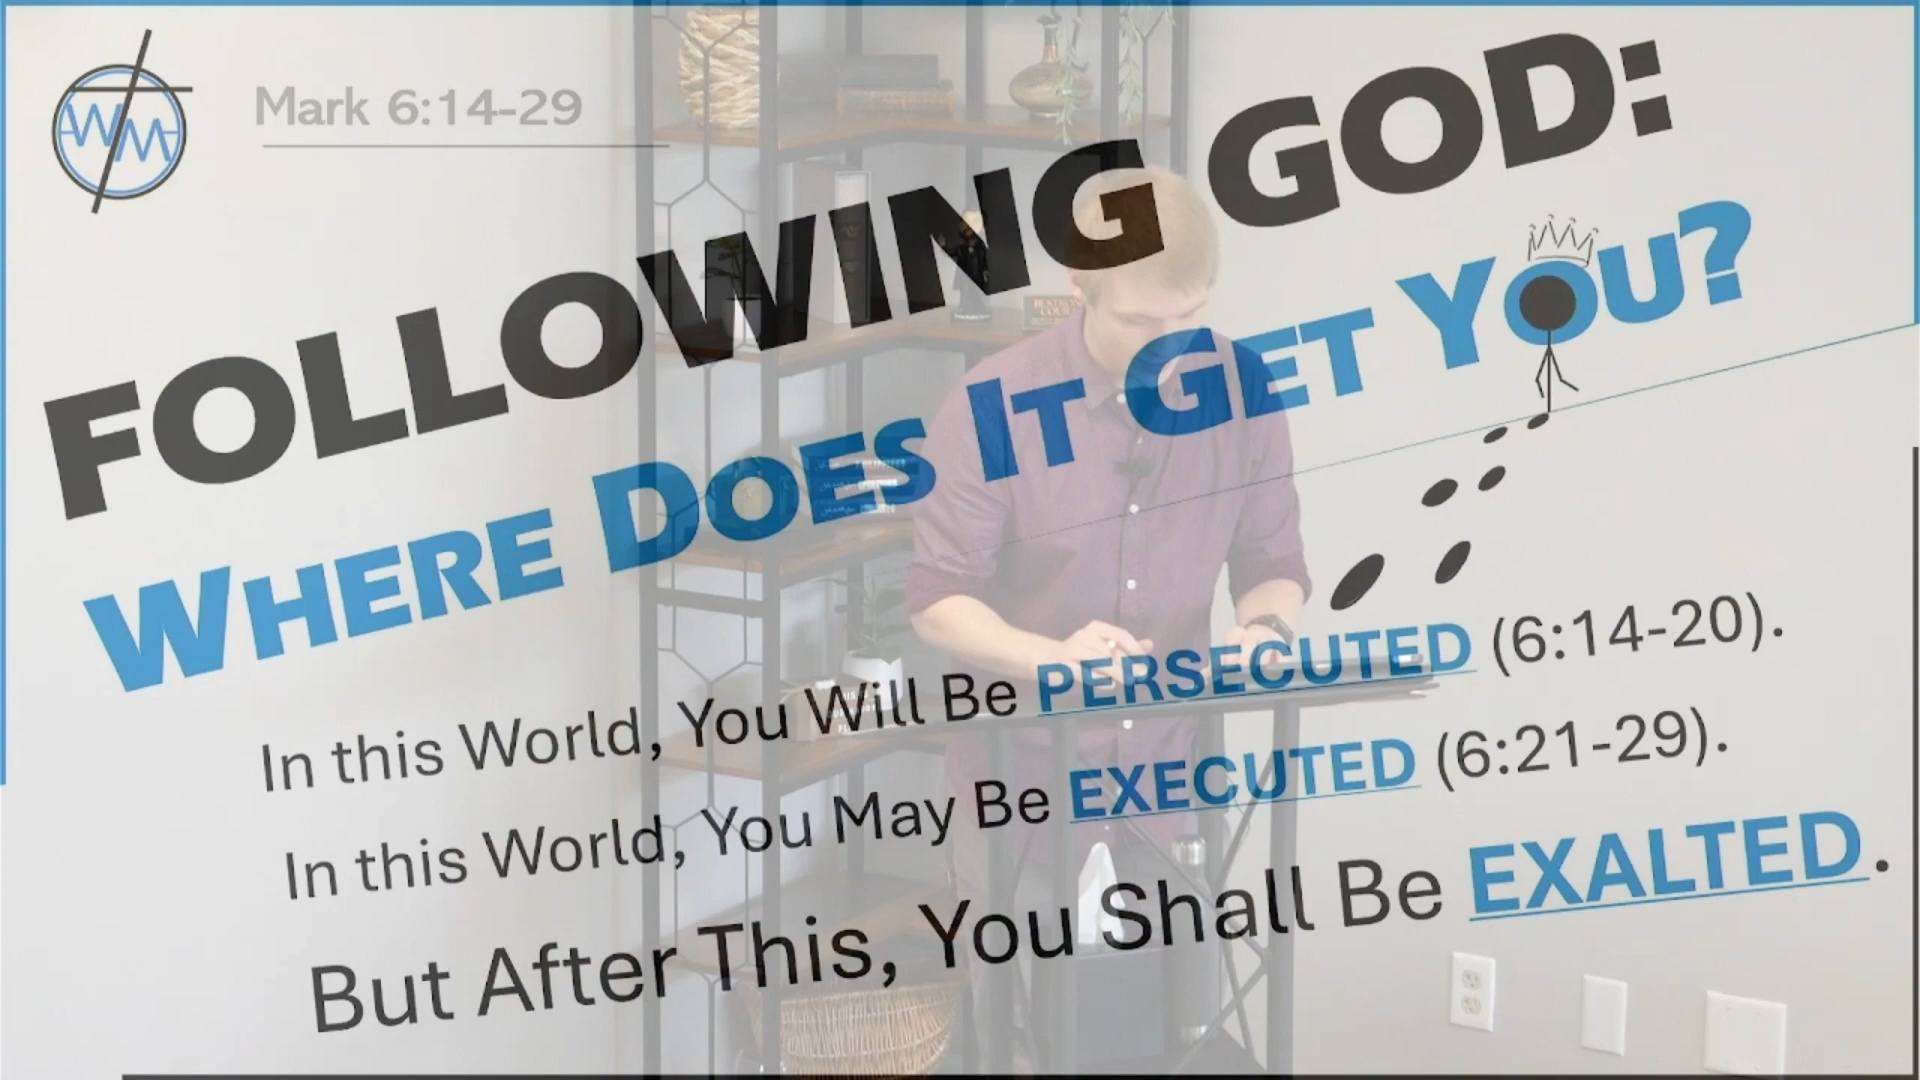 WM
Mark 6:14-29
FOLLOWING GOD:
WHERE DOES IT GET YOU?
In this World, You Will Be PERSECUTED (6:14-20).
In this World, You May Be EXECUTED (6:21-29).
But After This, You Shall Be EXALTED.